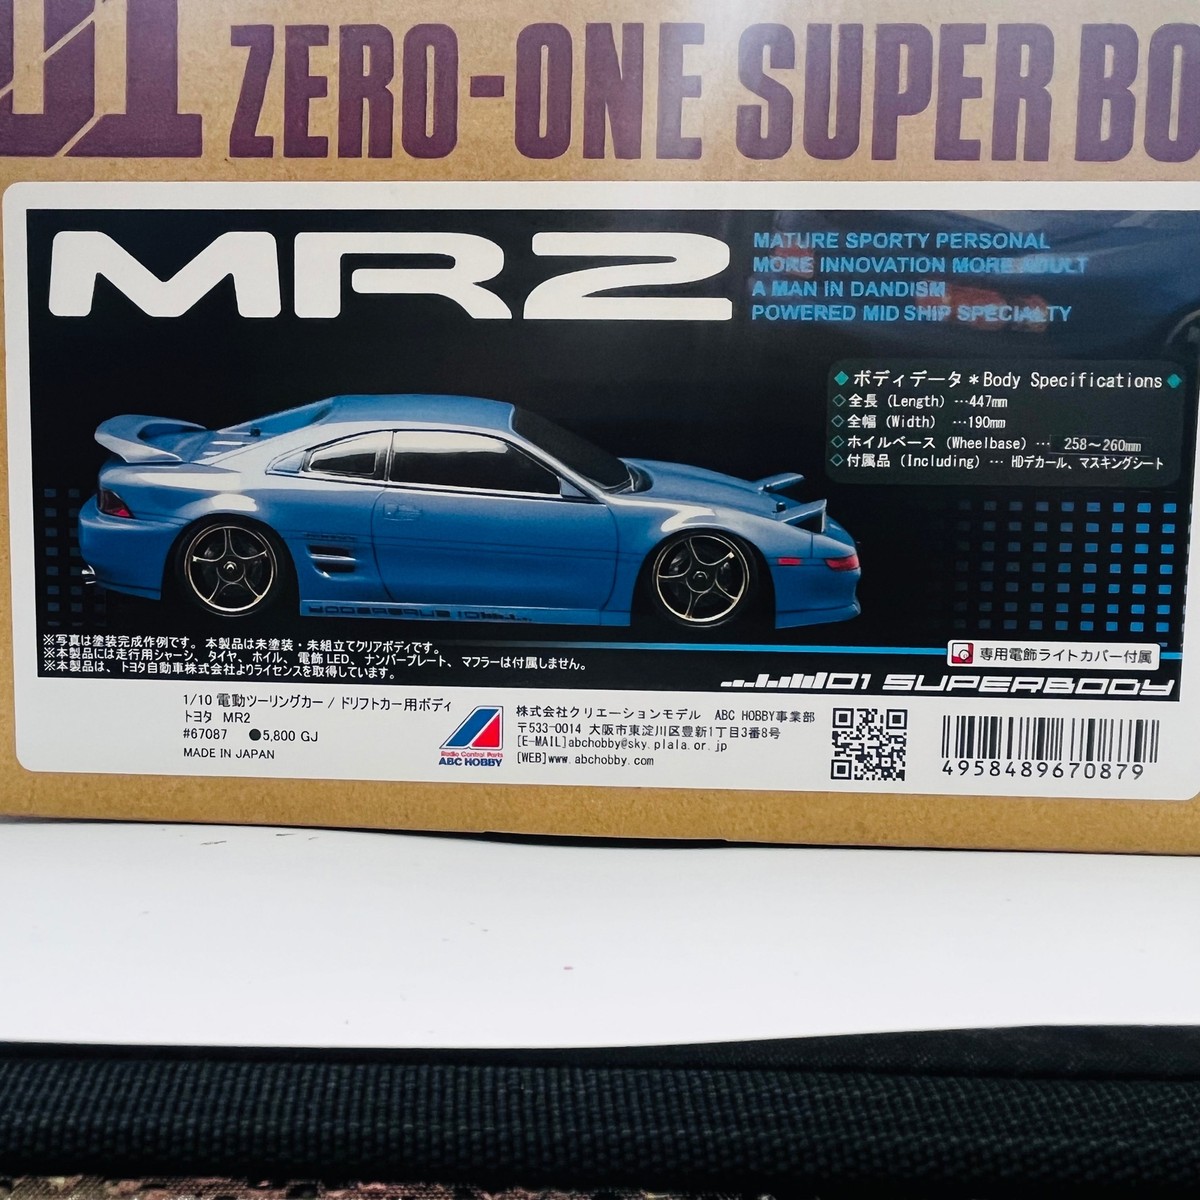 01 ZERO-ONE SUPER BO
MR2
MATURE SPORTY PERSONAL
MORE INNOVATION MORE ADULT
A MAN IN DANDISM
POWERED MID SHIP SPECIALTY
◆ボディデータ*Body Specifications◆
◇全長 (Length) …447mm
◇全幅 (Width) …190mm
◇ホイルベース (Wheelbase) … 258～260mm
◇付属品 (Including) … HDデカール、マスキングシート
※写真は塗装完成作例です。 本製品は未塗装・未組立てクリアボディです。
※本製品には走行用シャーシ、タイヤ、ホイル、電飾LED、ナンバープレート、マフラーは付属しません。
※本製品は、トヨタ自動車株式会社よりライセンスを取得しています。
専用電飾ライトカバー付属
01 SUPERBODY
1/10 電動ツーリングカー / ドリフトカー用ボディ
トヨタ MR2
#67087 ●5,800 GJ
MADE IN JAPAN
Radio Control Parts
ABC HOBBY
株式会社クリエーションモデル ABC HOBBY事業部
〒533-0014 大阪市東淀川区豊新1丁目3番8号
[E-MAIL]abchobby@sky.plala.or.jp
[WEB]www.abchobby.com
4958489670879